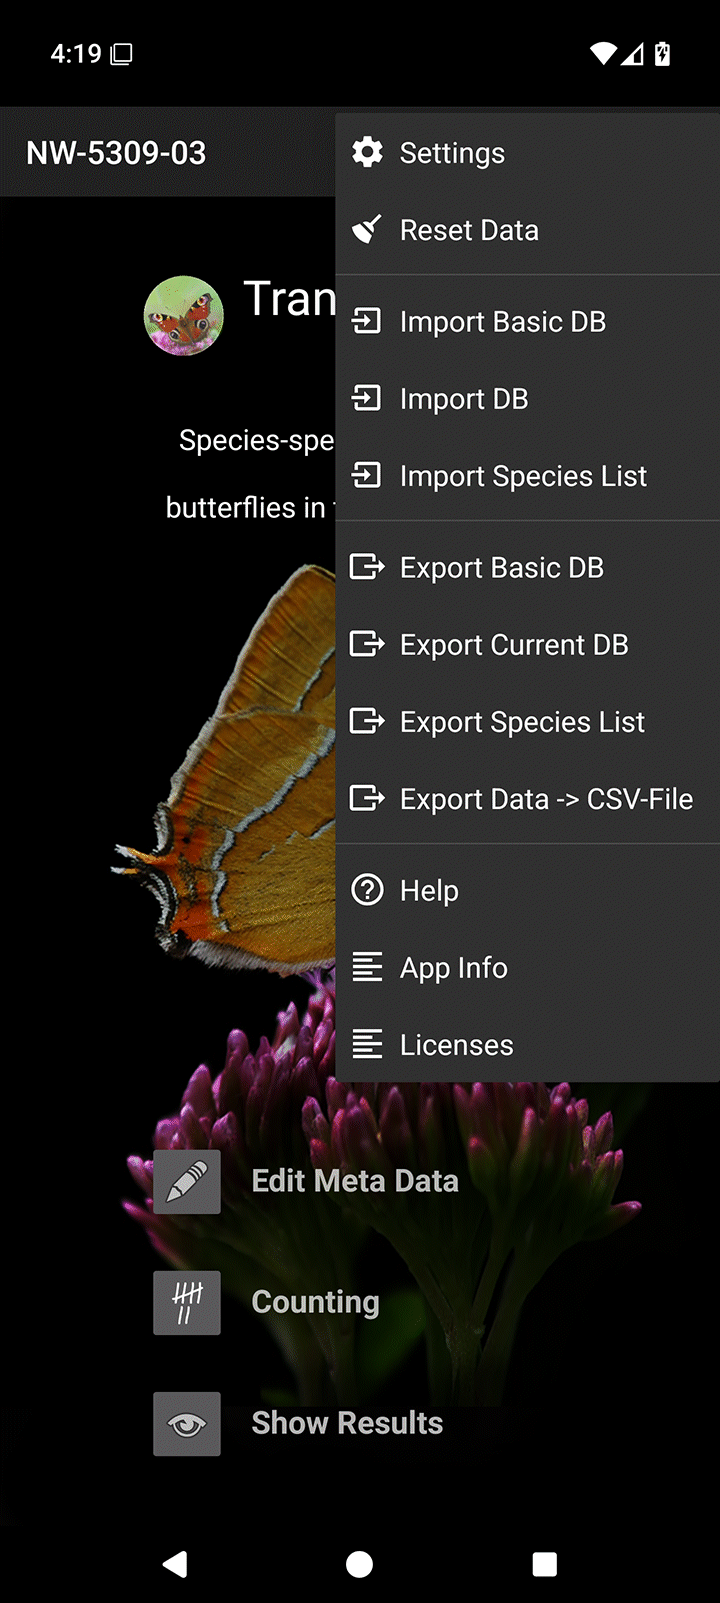 4:19
NW-5309-03
Settings
Reset Data
Tran
Import Basic DB
Import DB
Species-spe
Import Species List
butterflies in
Export Basic DB
Export Current DB
Export Species List
Export Data -> CSV-File
Help
App Info
Licenses
Edit Meta Data
Counting
Show Results